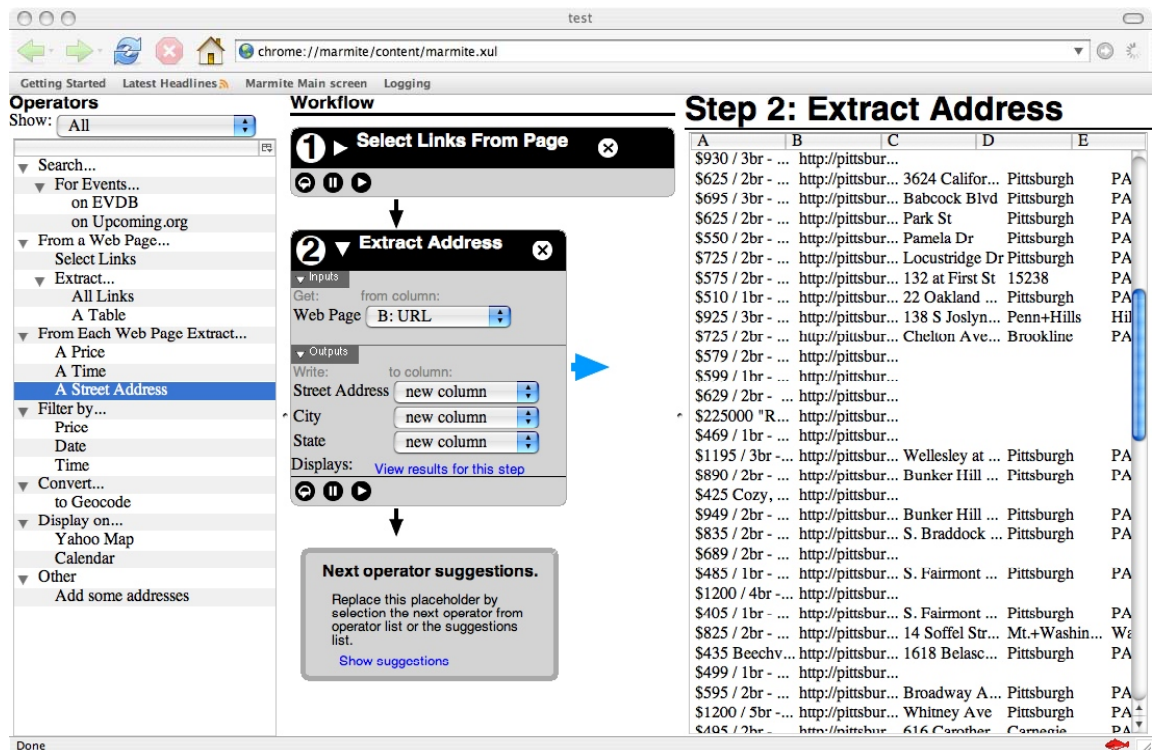 test
chrome://marmite/content/marmite.xul
Getting Started Latest Headlines Marmite Main screen Logging
Operators
Show: All
Search...
For Events...
on EVDB
on Upcoming.org
From a Web Page...
Select Links
Extract...
All Links
A Table
From Each Web Page Extract...
A Price
A Time
A Street Address
Filter by...
Price
Date
Time
Convert...
to Geocode
Display on...
Yahoo Map
Calendar
Other
Add some addresses
Workflow
1 Select Links From Page
2 Extract Address
Inputs
Get: from column:
Web Page B: URL
Outputs
Write: to column:
Street Address new column
City new column
State new column
Displays: View results for this step
Next operator suggestions.
Replace this placeholder by
selection the next operator from
operator list or the suggestions
list.
Show suggestions
Step 2: Extract Address
A B C D E
$930 / 3br - ... http://pittsbur...
$625 / 2br - ... http://pittsbur... 3624 Califor... Pittsburgh PA
$695 / 3br - ... http://pittsbur... Babcock Blvd Pittsburgh PA
$625 / 2br - ... http://pittsbur... Park St Pittsburgh PA
$550 / 2br - ... http://pittsbur... Pamela Dr Pittsburgh PA
$725 / 2br - ... http://pittsbur... Locustridge Dr Pittsburgh PA
$575 / 2br - ... http://pittsbur... 132 at First St 15238 PA
$510 / 1br - ... http://pittsbur... 22 Oakland ... Pittsburgh PA
$925 / 3br - ... http://pittsbur... 138 S Joslyn... Penn+Hills Hil
$725 / 2br - ... http://pittsbur... Chelton Ave... Brookline PA
$579 / 2br - ... http://pittsbur...
$599 / 1br - ... http://pittsbur...
$629 / 2br - ... http://pittsbur...
$225000 "R... http://pittsbur...
$469 / 1br - ... http://pittsbur...
$1195 / 3br -... http://pittsbur... Wellesley at ... Pittsburgh PA
$890 / 2br - ... http://pittsbur... Bunker Hill ... Pittsburgh PA
$425 Cozy, ... http://pittsbur...
$949 / 2br - ... http://pittsbur... Bunker Hill ... Pittsburgh PA
$835 / 2br - ... http://pittsbur... S. Braddock ... Pittsburgh PA
$689 / 2br - ... http://pittsbur...
$485 / 1br - ... http://pittsbur... S. Fairmont ... Pittsburgh PA
$1200 / 4br -... http://pittsbur...
$405 / 1br - ... http://pittsbur... S. Fairmont ... Pittsburgh PA
$825 / 2br - ... http://pittsbur... 14 Soffel Str... Mt.+Washin... Wa
$435 Beechv... http://pittsbur... 1618 Belasc... Pittsburgh PA
$499 / 1br - ... http://pittsbur...
$595 / 2br - ... http://pittsbur... Broadway A... Pittsburgh PA
$1200 / 5br -... http://pittsbur... Whitney Ave Pittsburgh PA
$495 / 2br - ... http://pittsbur... 616 Carother... Carnegie PA
Done